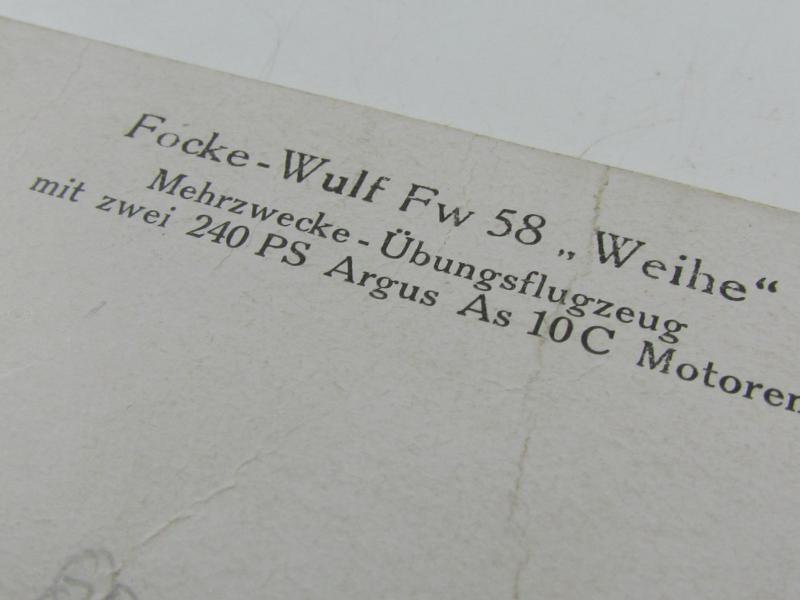 Focke-Wulf Fw 58 „Weihe“
Mehrzwecke-Übungsflugzeug
mit zwei 240 PS Argus As 10 C Motoren